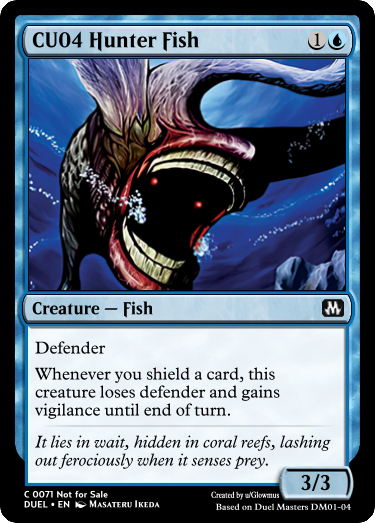 CU04 Hunter Fish 1
Creature — Fish
Defender
Whenever you shield a card, this
creature loses defender and gains
vigilance until end of turn.
It lies in wait, hidden in coral reefs, lashing
out ferociously when it senses prey.
3/3
C 0071 Not for Sale
DUEL • EN Masateru Ikeda
Created by u/Glowmus
Based on Duel Masters DM01-04